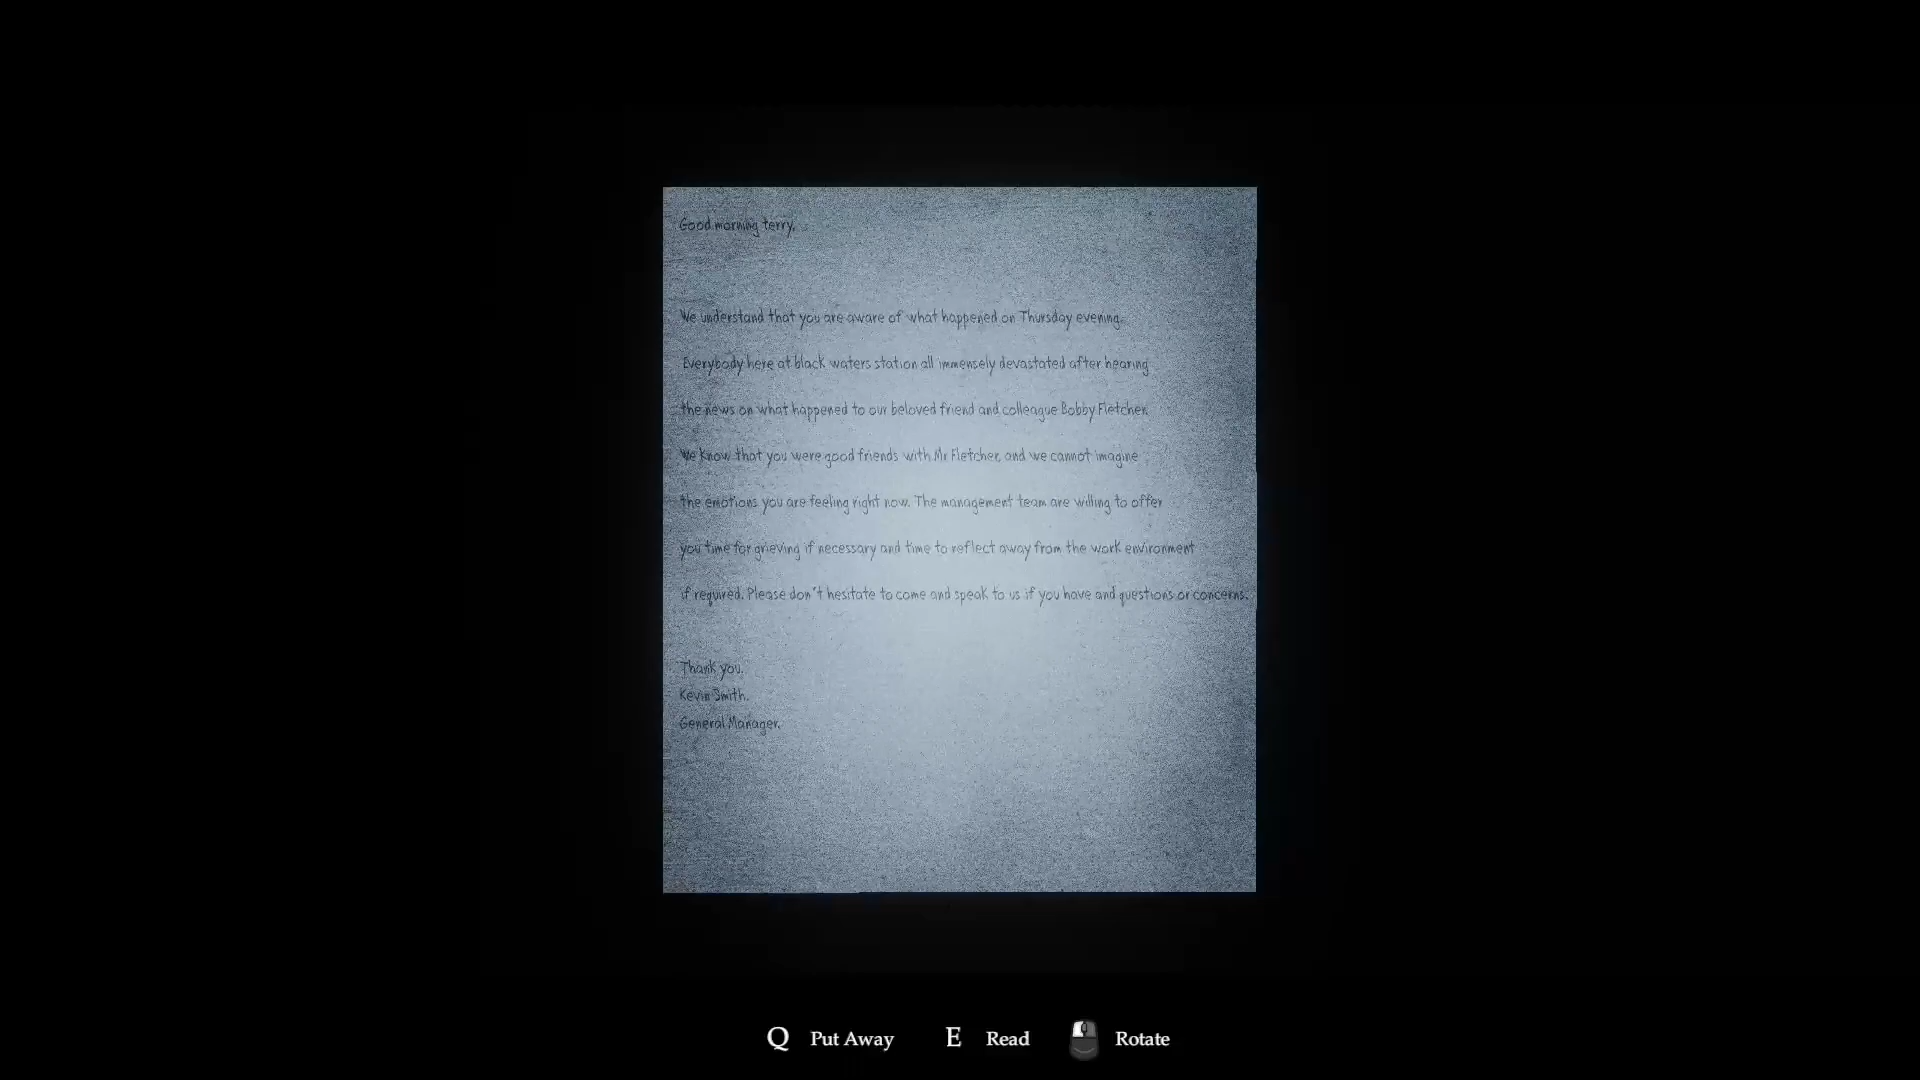 Good morning terry,
We understand that you are aware of what happened on Thursday evening.
Everybody here at black waters station all immensely devastated after hearing
the news on what happened to our beloved friend and colleague Bobby Fletcher.
We know that you were good friends with Mr Fletcher, and we cannot imagine
the emotions you are feeling right now. The management team are willing to offer
you time for grieving if necessary and time to reflect away from the work environment
if required. Please don't hesitate to come and speak to us if you have and questions or concerns.
Thank you.
Kevin Smith.
General Manager.
Q Put Away E Read Rotate